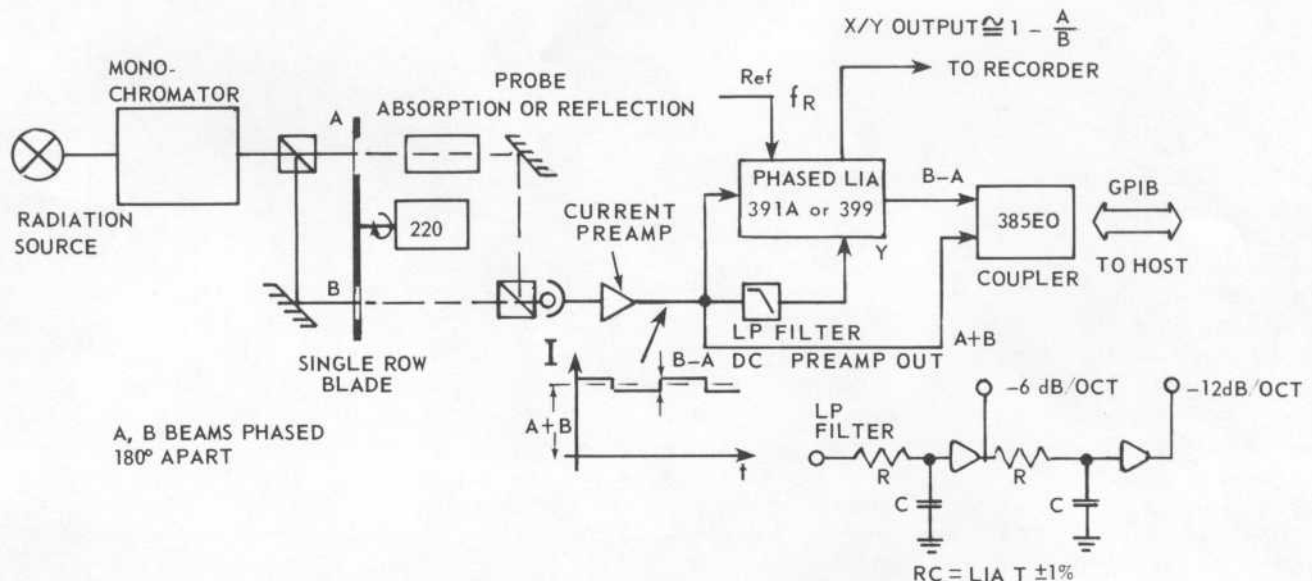 X/Y OUTPUT ≅ 1 - A/B
MONO-
CHROMATOR
PROBE
ABSORPTION OR REFLECTION
Ref
fR
TO RECORDER
A
RADIATION
SOURCE
220
CURRENT
PREAMP
PHASED LIA
391A or 399
Y
B-A
385EO
COUPLER
GPIB
TO HOST
B
SINGLE ROW
BLADE
LP FILTER
DC PREAMP OUT
A+B
I
B-A
A+B
t
A, B BEAMS PHASED
180° APART
LP
FILTER
R
C
-6 dB/OCT
R
C
-12dB/OCT
RC = LIA T ±1%